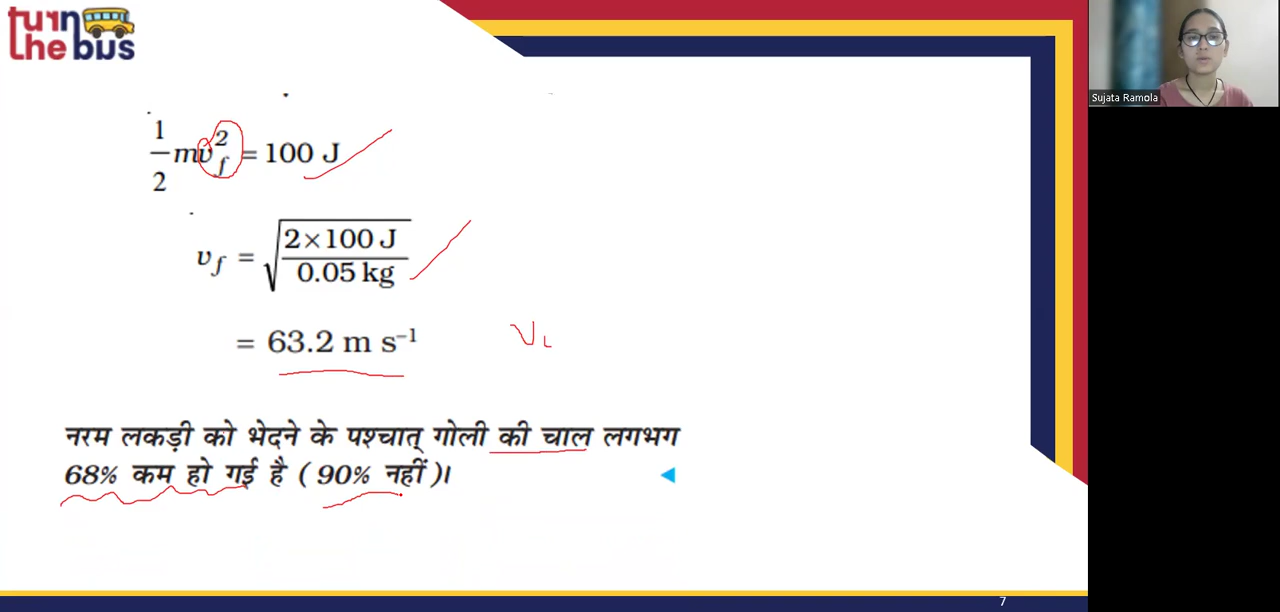 turn
the bus
Sujata Ramola
1/2 mv_f^2 = 100 J
v_f = √(2×100 J / 0.05 kg)
= 63.2 m s⁻¹
नरम लकड़ी को भेदने के पश्चात् गोली की चाल लगभग
68% कम हो गई है ( 90% नहीं )।
7